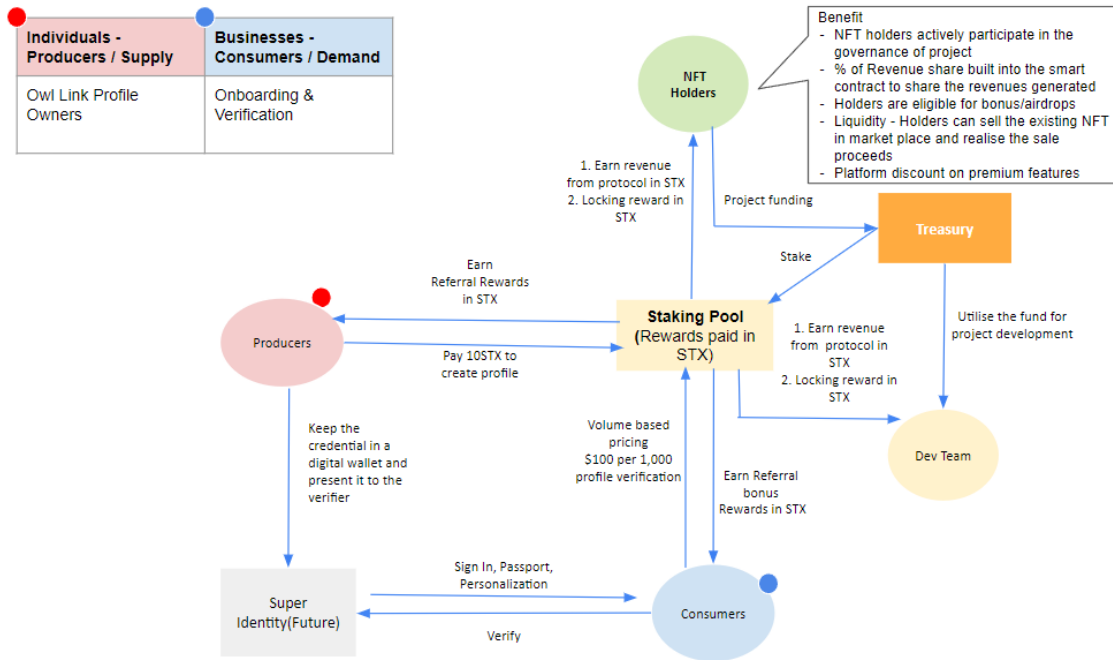 Individuals -
Producers / Supply
Businesses -
Consumers / Demand
Owl Link Profile
Owners
Onboarding &
Verification
NFT
Holders
Benefit
- NFT holders actively participate in the
governance of project
- % of Revenue share built into the smart
contract to share the revenues generated
- Holders are eligible for bonus/airdrops
- Liquidity - Holders can sell the existing NFT
in market place and realise the sale
proceeds
- Platform discount on premium features
1. Earn revenue
from protocol in STX
2. Locking reward in
STX
Project funding
Treasury
Stake
Earn
Referral Rewards
in STX
Producers
Pay 10STX to
create profile
Staking Pool
(Rewards paid in
STX)
1. Earn revenue
from protocol in
STX
2. Locking reward in
STX
Utilise the fund for
project development
Dev Team
Keep the
credential in a
digital wallet and
present it to the
verifier
Volume based
pricing
$100 per 1,000
profile verification
Earn Referral
bonus
Rewards in STX
Super
Identity(Future)
Sign In, Passport,
Personalization
Verify
Consumers